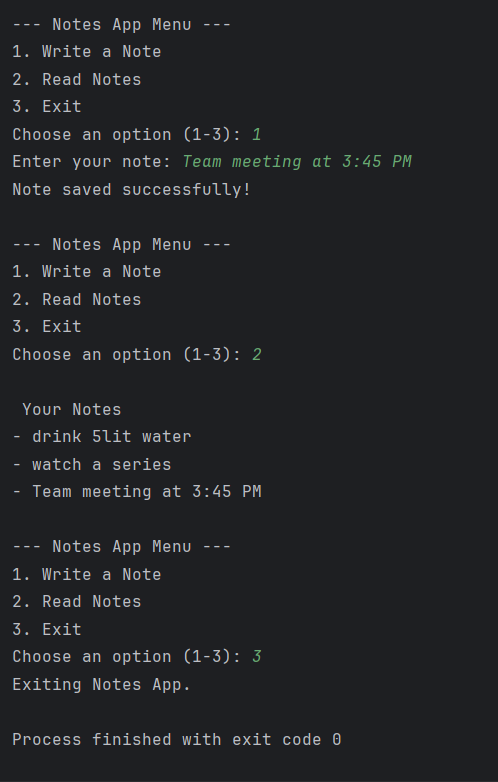 --- Notes App Menu ---
1. Write a Note
2. Read Notes
3. Exit
Choose an option (1-3): 1
Enter your note: Team meeting at 3:45 PM
Note saved successfully!
--- Notes App Menu ---
1. Write a Note
2. Read Notes
3. Exit
Choose an option (1-3): 2
Your Notes
- drink 5lit water
- watch a series
- Team meeting at 3:45 PM
--- Notes App Menu ---
1. Write a Note
2. Read Notes
3. Exit
Choose an option (1-3): 3
Exiting Notes App.
Process finished with exit code 0